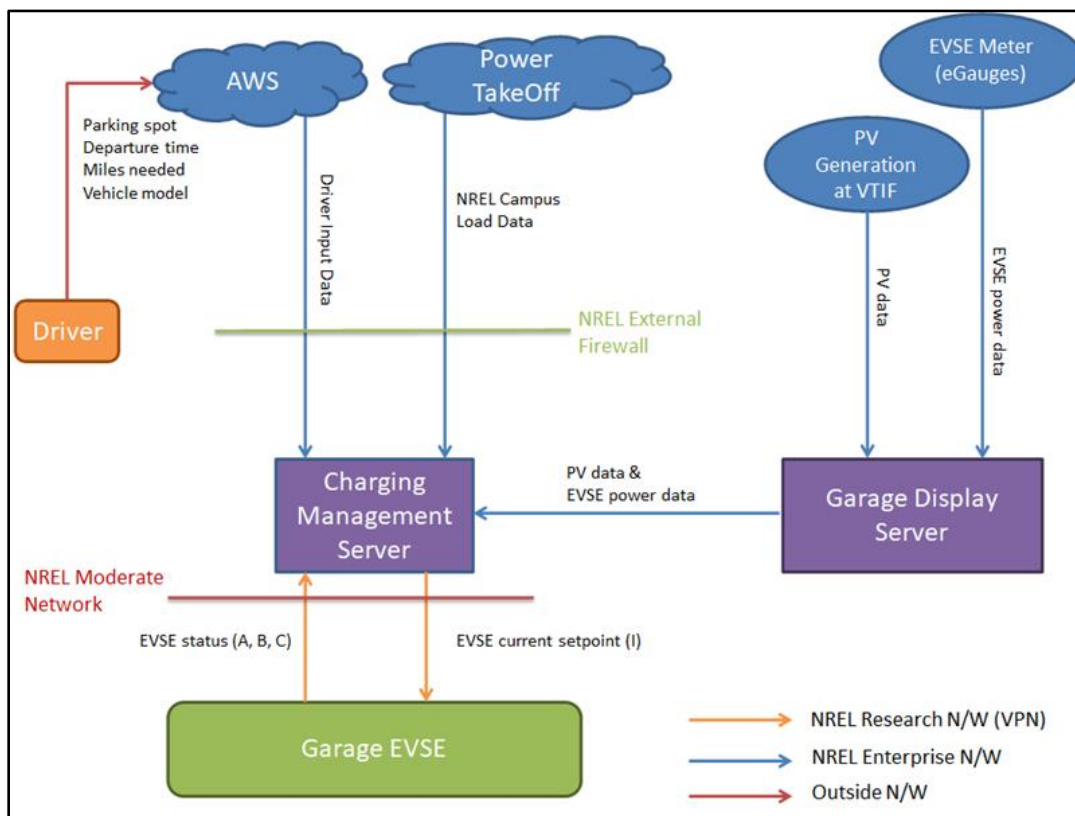 AWS
Power
TakeOff
EVSE Meter
(eGauges)
Parking spot
Departure time
Miles needed
Vehicle model
PV
Generation
at VTIF
Driver Input Data
NREL Campus
Load Data
PV data
EVSE power data
Driver
NREL External
Firewall
Charging
Management
Server
PV data &
EVSE power data
Garage Display
Server
NREL Moderate
Network
EVSE status (A, B, C)
EVSE current setpoint (I)
Garage EVSE
NREL Research N/W (VPN)
NREL Enterprise N/W
Outside N/W